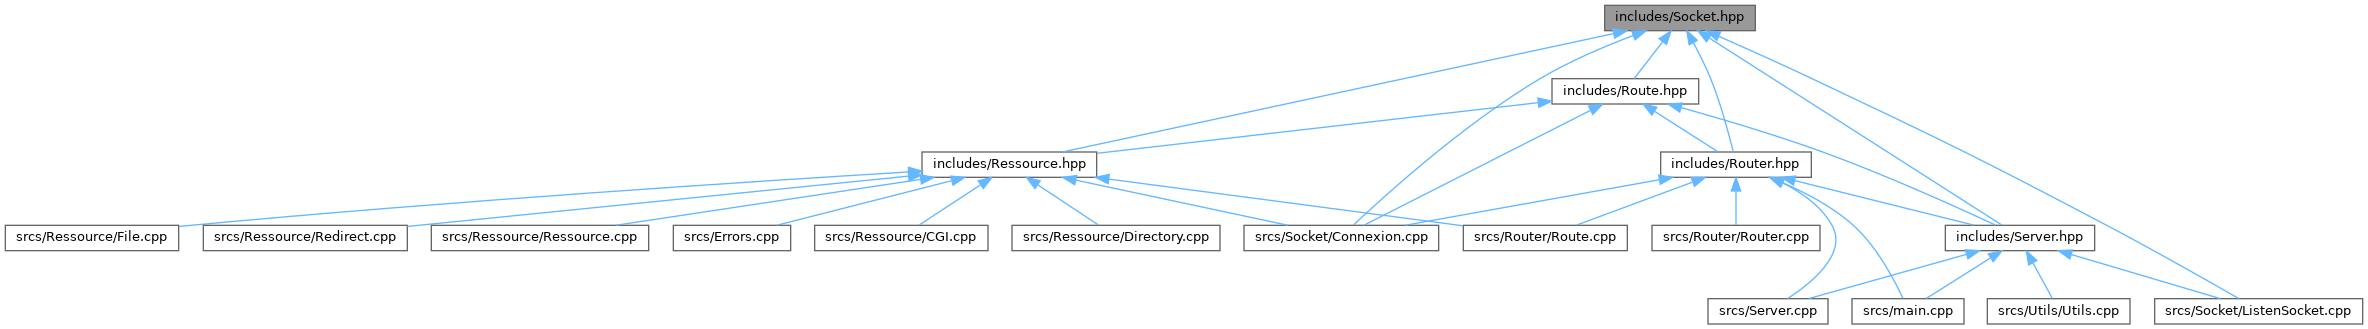 includes/Socket.hpp
includes/Route.hpp
includes/Ressource.hpp
includes/Router.hpp
srcs/Ressource/File.cpp
srcs/Ressource/Redirect.cpp
srcs/Ressource/Ressource.cpp
srcs/Errors.cpp
srcs/Ressource/CGI.cpp
srcs/Ressource/Directory.cpp
srcs/Socket/Connexion.cpp
srcs/Router/Route.cpp
srcs/Router/Router.cpp
includes/Server.hpp
srcs/Server.cpp
srcs/main.cpp
srcs/Utils/Utils.cpp
srcs/Socket/ListenSocket.cpp